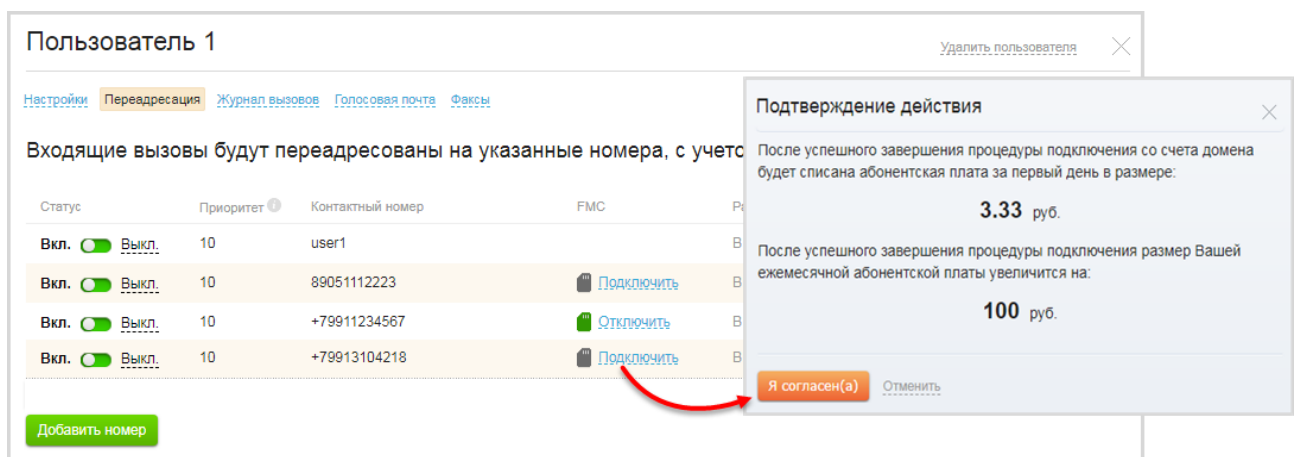 Пользователь 1
Удалить пользователя
Настройки Переадресация Журнал вызовов Голосовая почта Факсы
Входящие вызовы будут переадресованы на указанные номера, с учето
Статус Приоритет Контактный номер FMC Ра
Вкл. Выкл. 10 user1 В
Вкл. Выкл. 10 89051112223 Подключить В
Вкл. Выкл. 10 +79911234567 Отключить В
Вкл. Выкл. 10 +79913104218 Подключить В
Добавить номер
Подтверждение действия
После успешного завершения процедуры подключения со счета домена
будет списана абонентская плата за первый день в размере:
3.33 руб.
После успешного завершения процедуры подключения размер Вашей
ежемесячной абонентской платы увеличится на:
100 руб.
Я согласен(а) Отменить